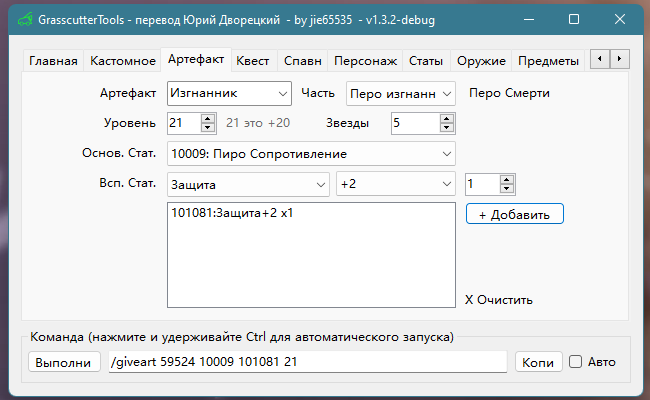 GrasscutterTools - перевод Юрий Дворецкий - by jie65535 - v1.3.2-debug
Главная Кастомное Артефакт Квест Спавн Персонаж Статы Оружие Предметы
Артефакт Изгнанник Часть Перо изгнанн Перо Смерти
Уровень 21 21 это +20 Звезды 5
Основ. Стат. 10009: Пиро Сопротивление
Всп. Стат. Защита +2 1
101081:Защита+2 x1
+ Добавить
X Очистить
Команда (нажмите и удерживайте Ctrl для автоматического запуска)
Выполни /giveart 59524 10009 101081 21 Копи Авто